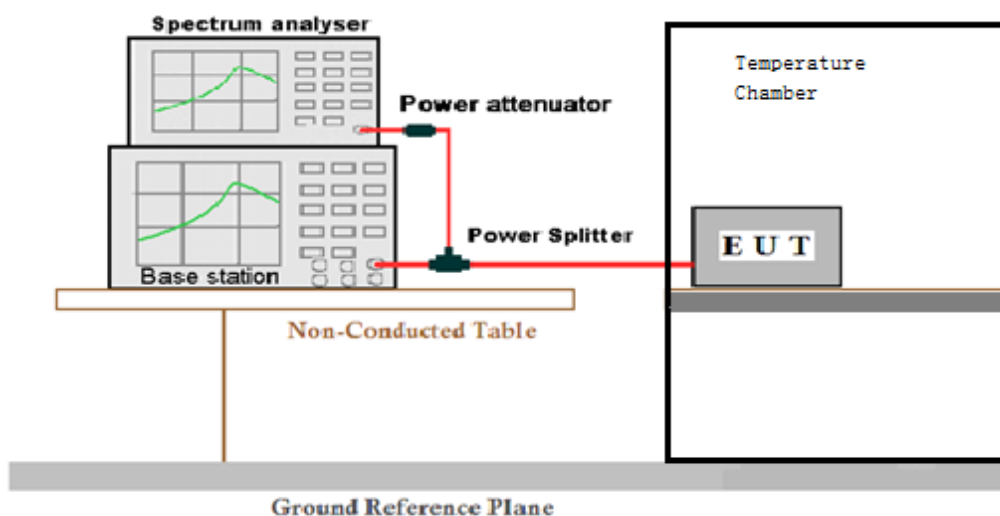 Spectrum analyser
Temperature
Chamber
Power attenuator
Power Splitter
E U T
Base station
Non-Conducted Table
Ground Reference Plane